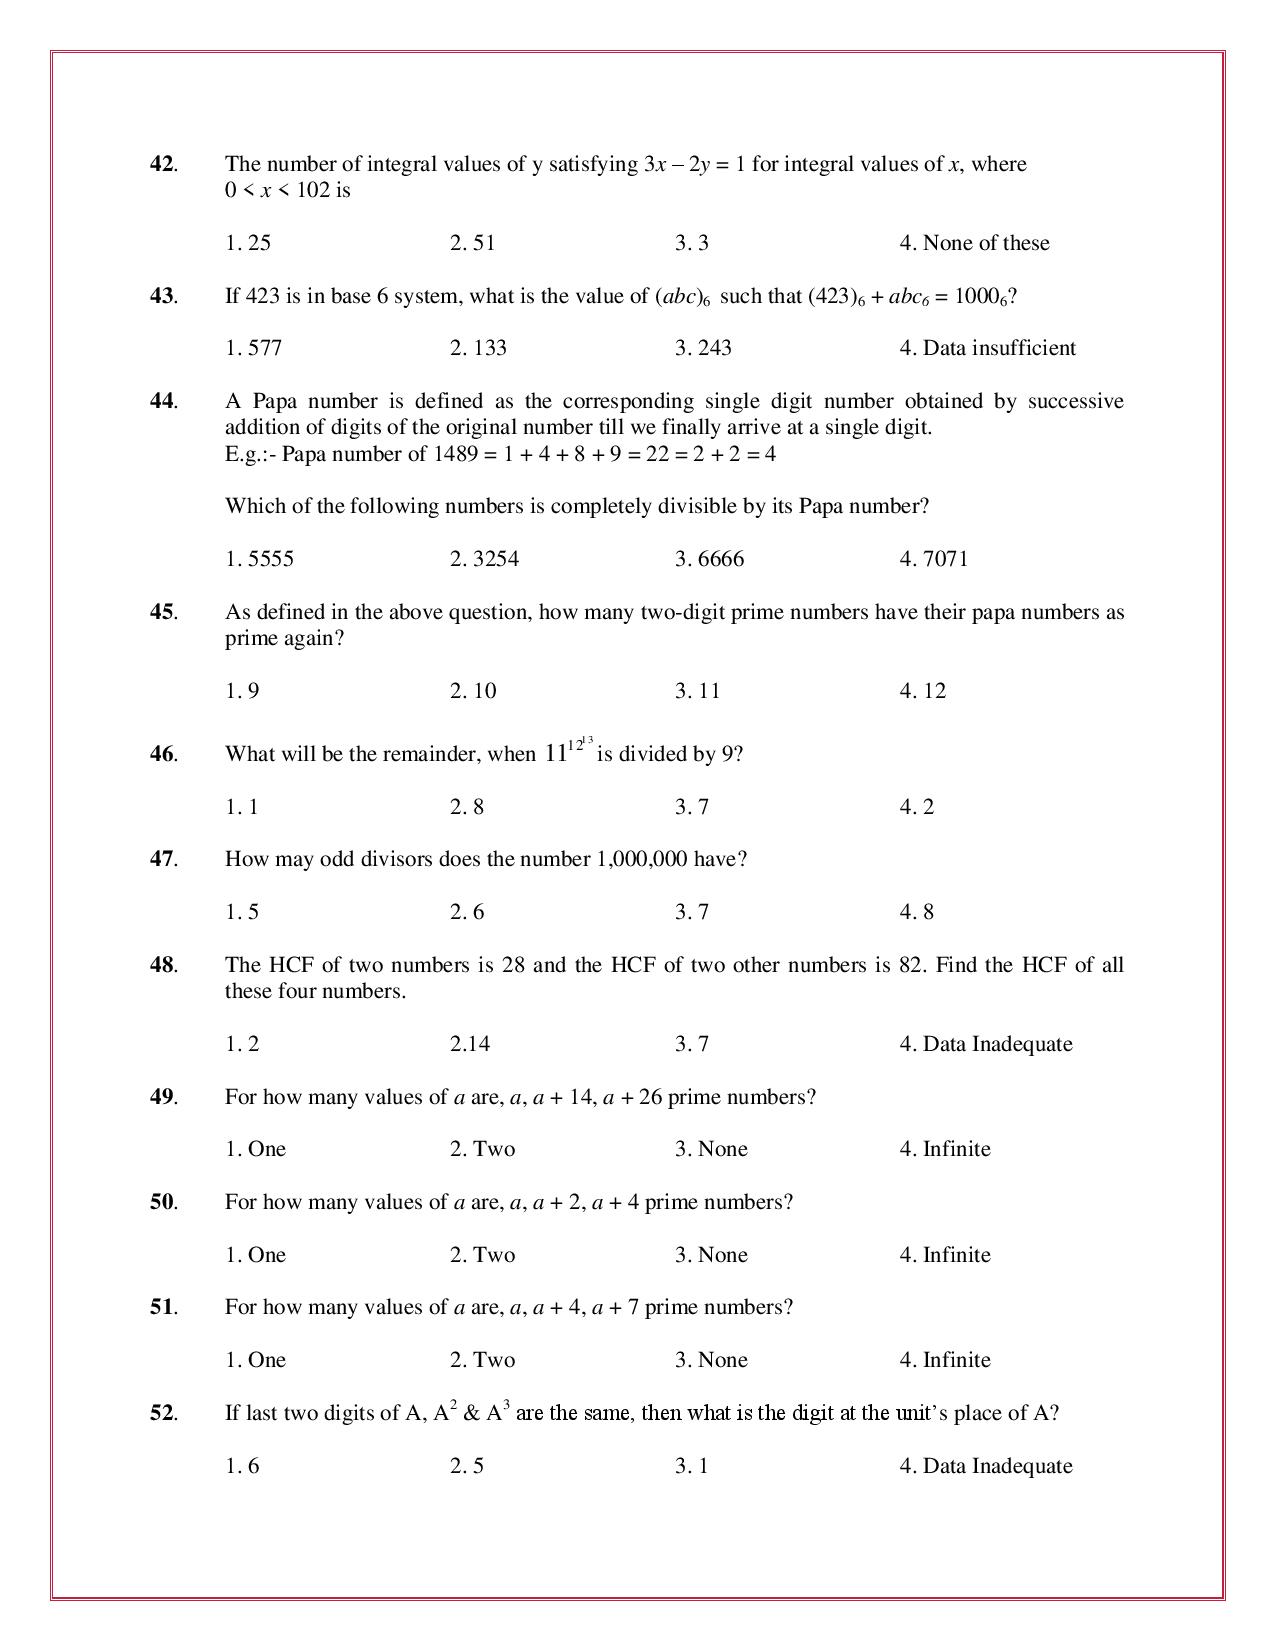 42. The number of integral values of y satisfying 3x – 2y = 1 for integral values of x, where
0 < x < 102 is
1. 25 2. 51 3. 3 4. None of these
43. If 423 is in base 6 system, what is the value of (abc)₆ such that (423)₆ + abc₆ = 1000₆?
1. 577 2. 133 3. 243 4. Data insufficient
44. A Papa number is defined as the corresponding single digit number obtained by successive
addition of digits of the original number till we finally arrive at a single digit.
E.g.:- Papa number of 1489 = 1 + 4 + 8 + 9 = 22 = 2 + 2 = 4
Which of the following numbers is completely divisible by its Papa number?
1. 5555 2. 3254 3. 6666 4. 7071
45. As defined in the above question, how many two-digit prime numbers have their papa numbers as
prime again?
1. 9 2. 10 3. 11 4. 12
46. What will be the remainder, when 11^12^13 is divided by 9?
1. 1 2. 8 3. 7 4. 2
47. How may odd divisors does the number 1,000,000 have?
1. 5 2. 6 3. 7 4. 8
48. The HCF of two numbers is 28 and the HCF of two other numbers is 82. Find the HCF of all
these four numbers.
1. 2 2.14 3. 7 4. Data Inadequate
49. For how many values of a are, a, a + 14, a + 26 prime numbers?
1. One 2. Two 3. None 4. Infinite
50. For how many values of a are, a, a + 2, a + 4 prime numbers?
1. One 2. Two 3. None 4. Infinite
51. For how many values of a are, a, a + 4, a + 7 prime numbers?
1. One 2. Two 3. None 4. Infinite
52. If last two digits of A, A² & A³ are the same, then what is the digit at the unit’s place of A?
1. 6 2. 5 3. 1 4. Data Inadequate